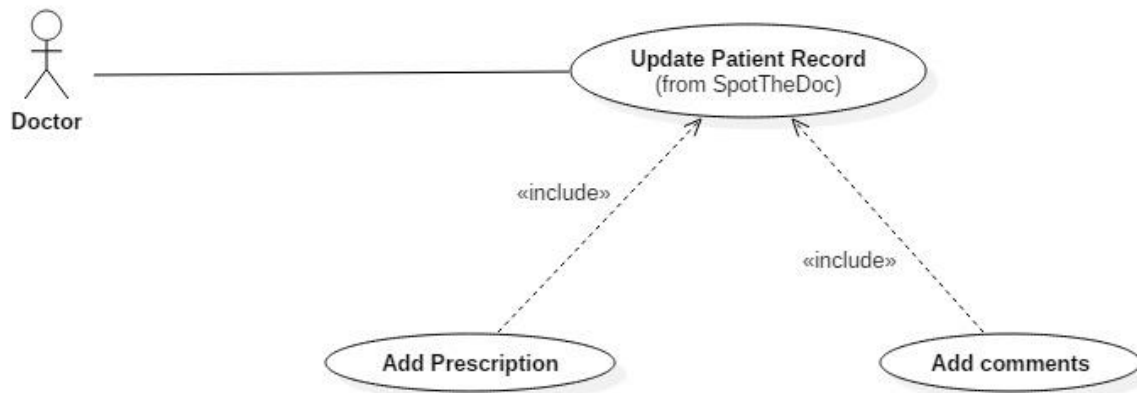 Update Patient Record
(from SpotTheDoc)
Doctor
«include»
«include»
Add Prescription
Add comments